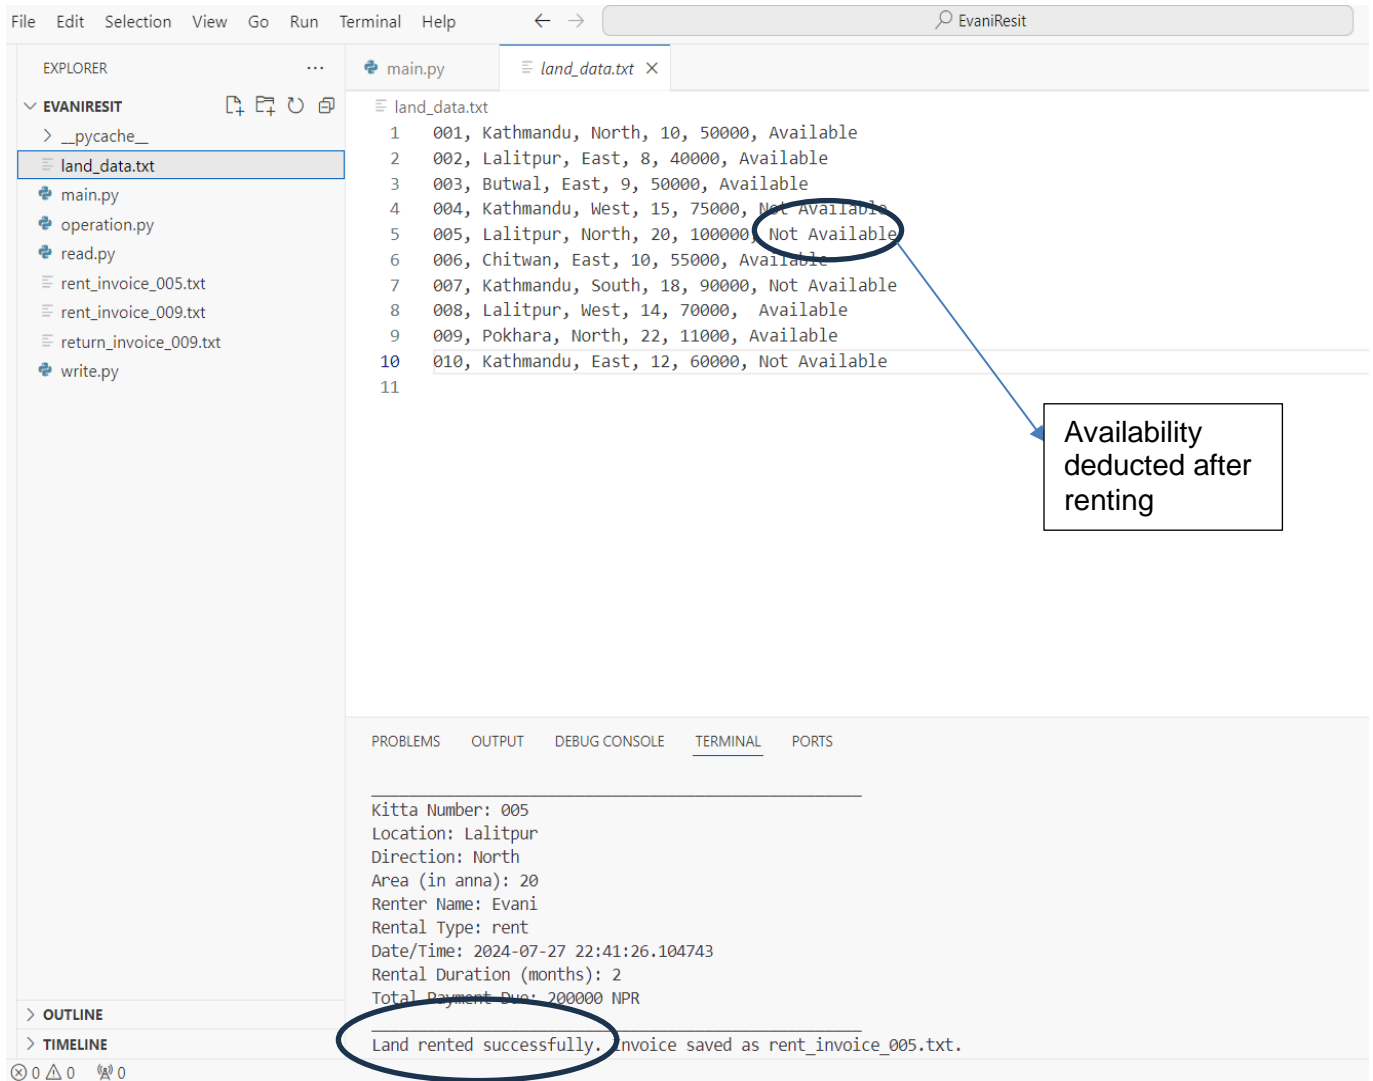 File Edit Selection View Go Run Terminal Help
EvaniResit
EXPLORER
EVANIRESIT
__pycache__
land_data.txt
main.py
operation.py
read.py
rent_invoice_005.txt
rent_invoice_009.txt
return_invoice_009.txt
write.py
OUTLINE
TIMELINE
main.py
land_data.txt
land_data.txt
1 001, Kathmandu, North, 10, 50000, Available
2 002, Lalitpur, East, 8, 40000, Available
3 003, Butwal, East, 9, 50000, Available
4 004, Kathmandu, West, 15, 75000, Not Available
5 005, Lalitpur, North, 20, 100000, Not Available
6 006, Chitwan, East, 10, 55000, Available
7 007, Kathmandu, South, 18, 90000, Not Available
8 008, Lalitpur, West, 14, 70000,  Available
9 009, Pokhara, North, 22, 11000, Available
10 010, Kathmandu, East, 12, 60000, Not Available
11
Availability
deducted after
renting
PROBLEMS OUTPUT DEBUG CONSOLE TERMINAL PORTS
Kitta Number: 005
Location: Lalitpur
Direction: North
Area (in anna): 20
Renter Name: Evani
Rental Type: rent
Date/Time: 2024-07-27 22:41:26.104743
Rental Duration (months): 2
Total Payment Due: 200000 NPR
Land rented successfully. Invoice saved as rent_invoice_005.txt.
0 0 0